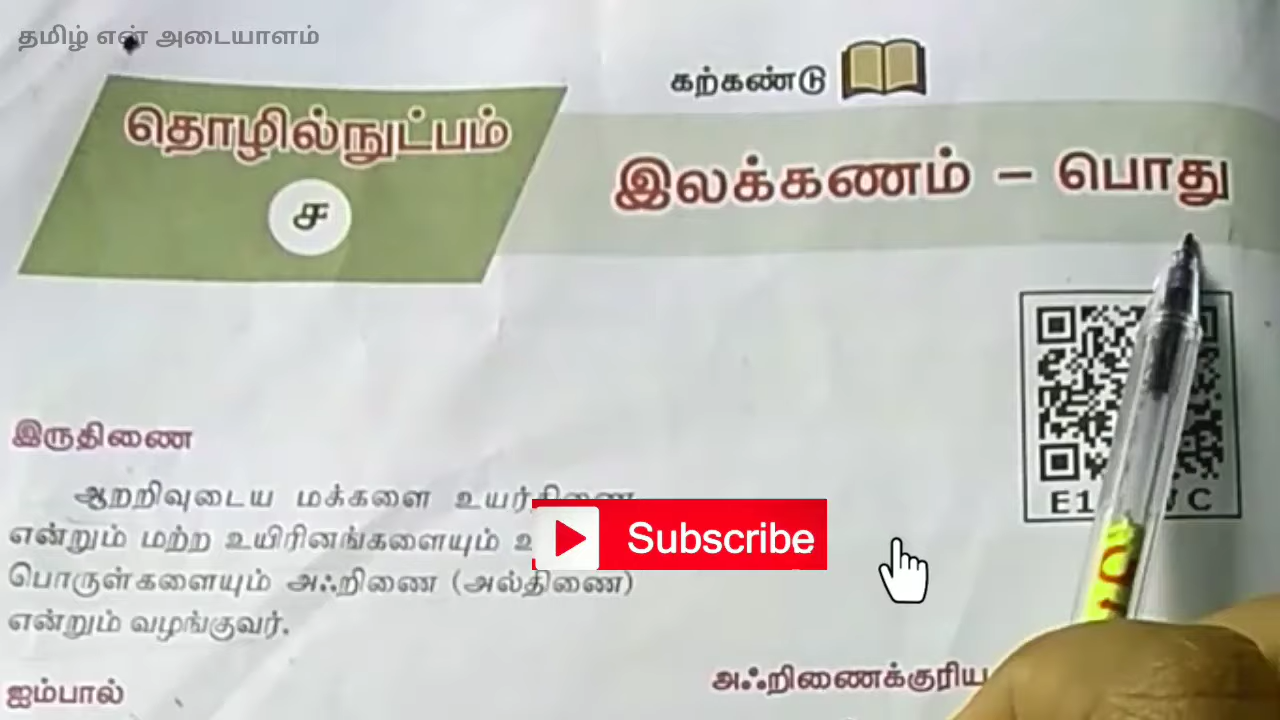 தமிழ் என் அடையாளம்
கற்கண்டு
தொழில்நுட்பம்
௪
இலக்கணம் – பொது
இருதிணை
ஆறறிவுடைய மக்களை உயர்திணை
என்றும் மற்ற உயிரினங்களையும்
பொருள்களையும் அஃறிணை (அல்திணை)
என்றும் வழங்குவர்.
Subscribe
ஐம்பால்
அஃறிணைக்குரிய